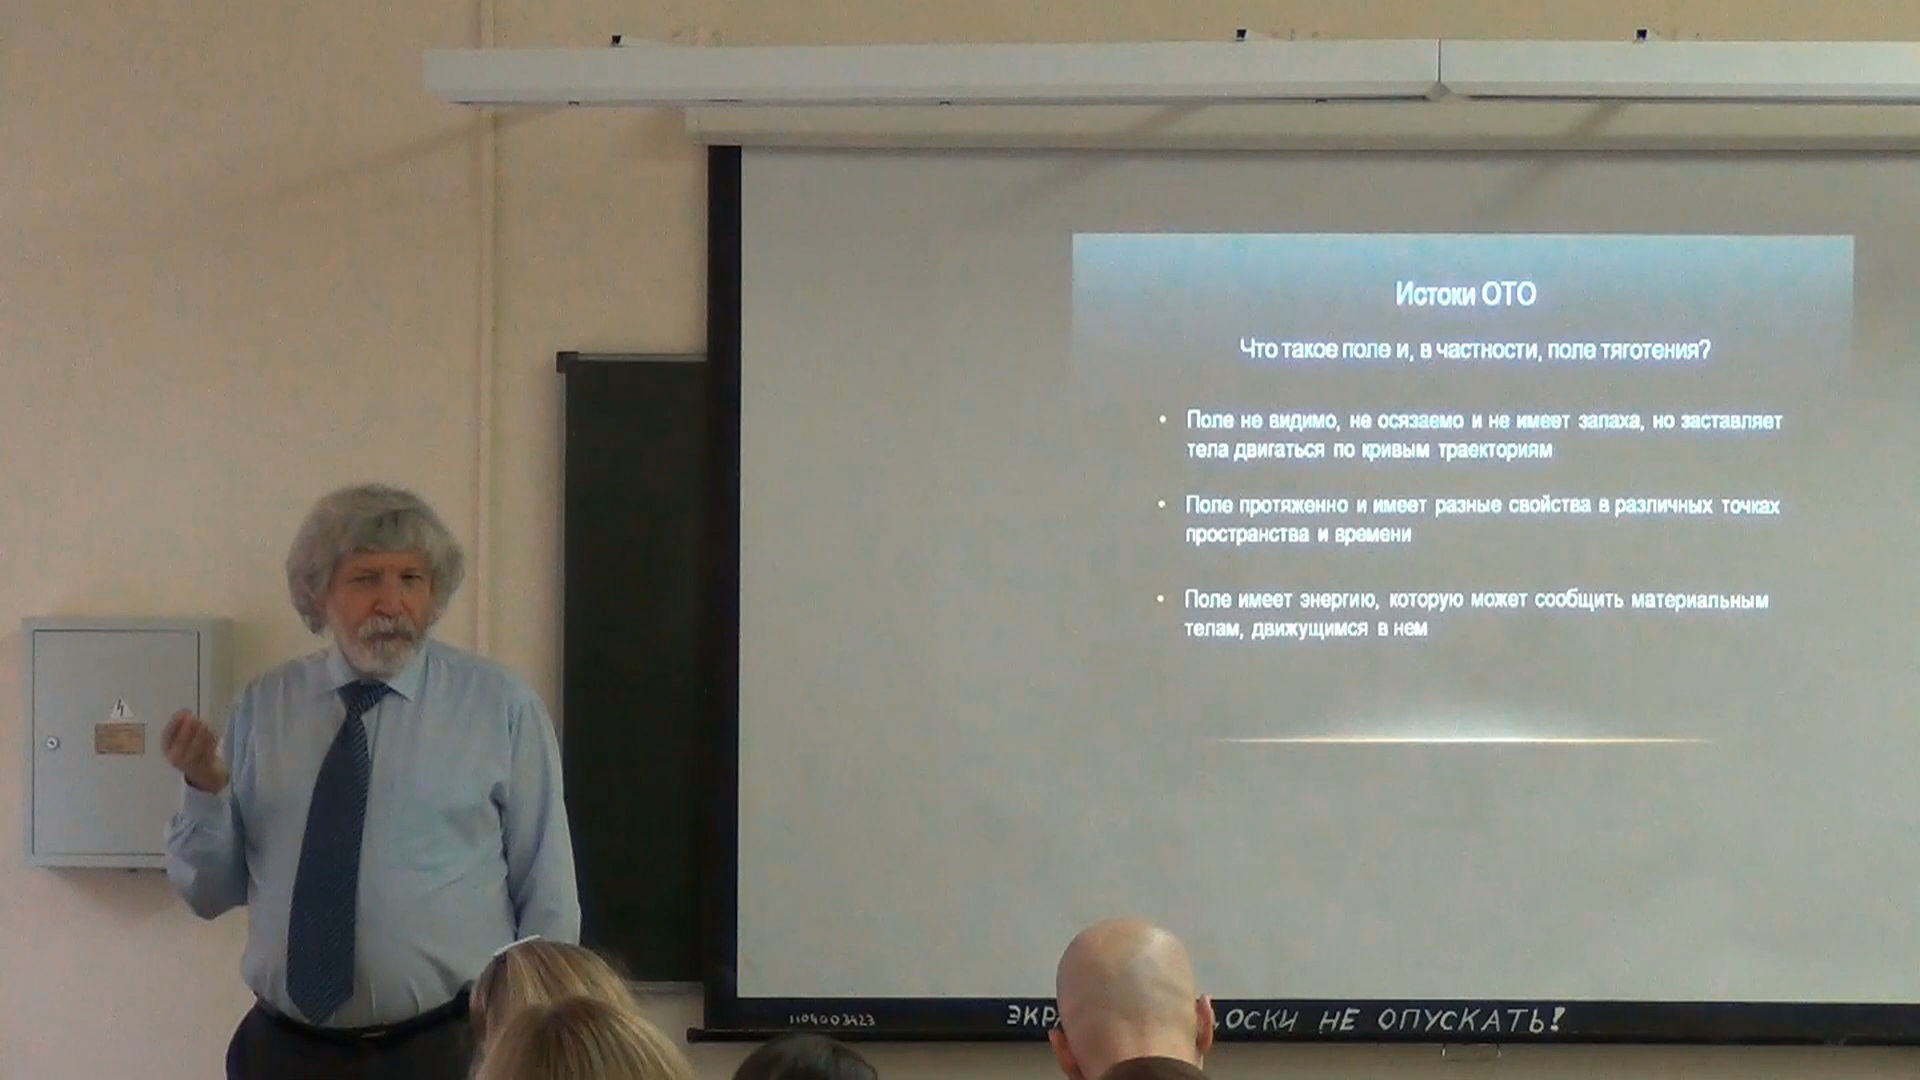 Истоки ОТО
Что такое поле и, в частности, поле тяготения?
• Поле не видимо, не осязаемо и не имеет запаха, но заставляет
тела двигаться по кривым траекториям
• Поле протяженно и имеет разные свойства в различных точках
пространства и времени
• Поле имеет энергию, которую может сообщить материальным
телам, движущимся в нем
1104003423
ЭКР ОСКИ НЕ ОПУСКАТЬ!